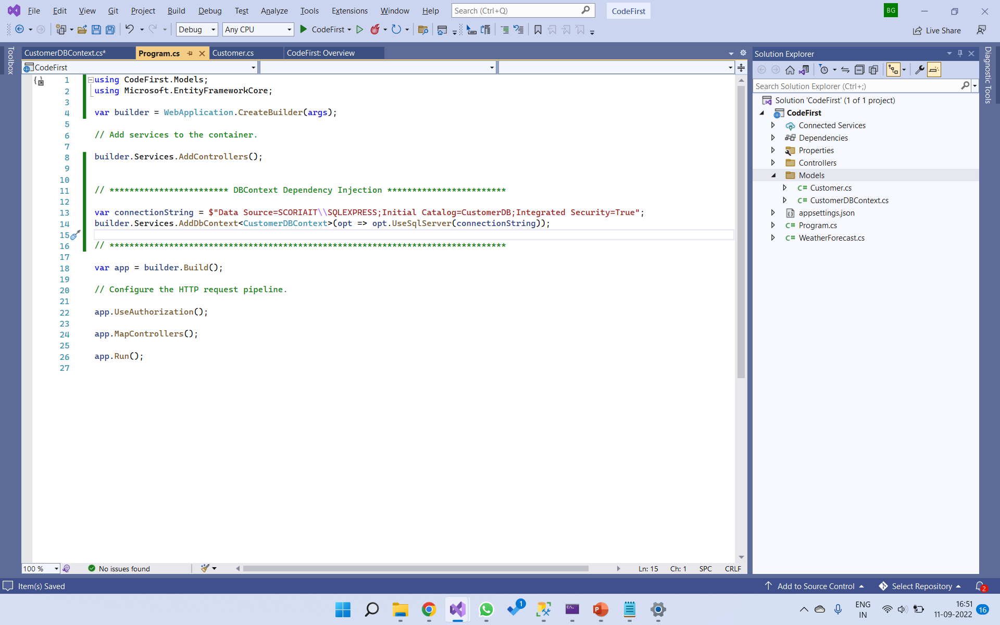 File Edit View Git Project Build Debug Test Analyze Tools Extensions Window Help Search (Ctrl+Q) CodeFirst BG
Debug Any CPU CodeFirst Live Share
Toolbox
CustomerDBContext.cs* Program.cs Customer.cs CodeFirst: Overview
CodeFirst
1 using CodeFirst.Models;
2 using Microsoft.EntityFrameworkCore;
3
4 var builder = WebApplication.CreateBuilder(args);
5
6 // Add services to the container.
7
8 builder.Services.AddControllers();
9
10
11 // ************************ DBContext Dependency Injection ************************
12
13 var connectionString = $"Data Source=SCORIAIT\\SQLEXPRESS;Initial Catalog=CustomerDB;Integrated Security=True";
14 builder.Services.AddDbContext<CustomerDBContext>(opt => opt.UseSqlServer(connectionString));
15
16 // ********************************************************************************
17
18 var app = builder.Build();
19
20 // Configure the HTTP request pipeline.
21
22 app.UseAuthorization();
23
24 app.MapControllers();
25
26 app.Run();
27
100 % No issues found Ln: 15 Ch: 1 SPC CRLF
Solution Explorer
Search Solution Explorer (Ctrl+;)
Solution 'CodeFirst' (1 of 1 project)
CodeFirst
Connected Services
Dependencies
Properties
Controllers
Models
C# Customer.cs
C# CustomerDBContext.cs
appsettings.json
C# Program.cs
C# WeatherForecast.cs
Diagnostic Tools
Item(s) Saved Add to Source Control Select Repository 2
1
ENG
IN
16:51
11-09-2022
16